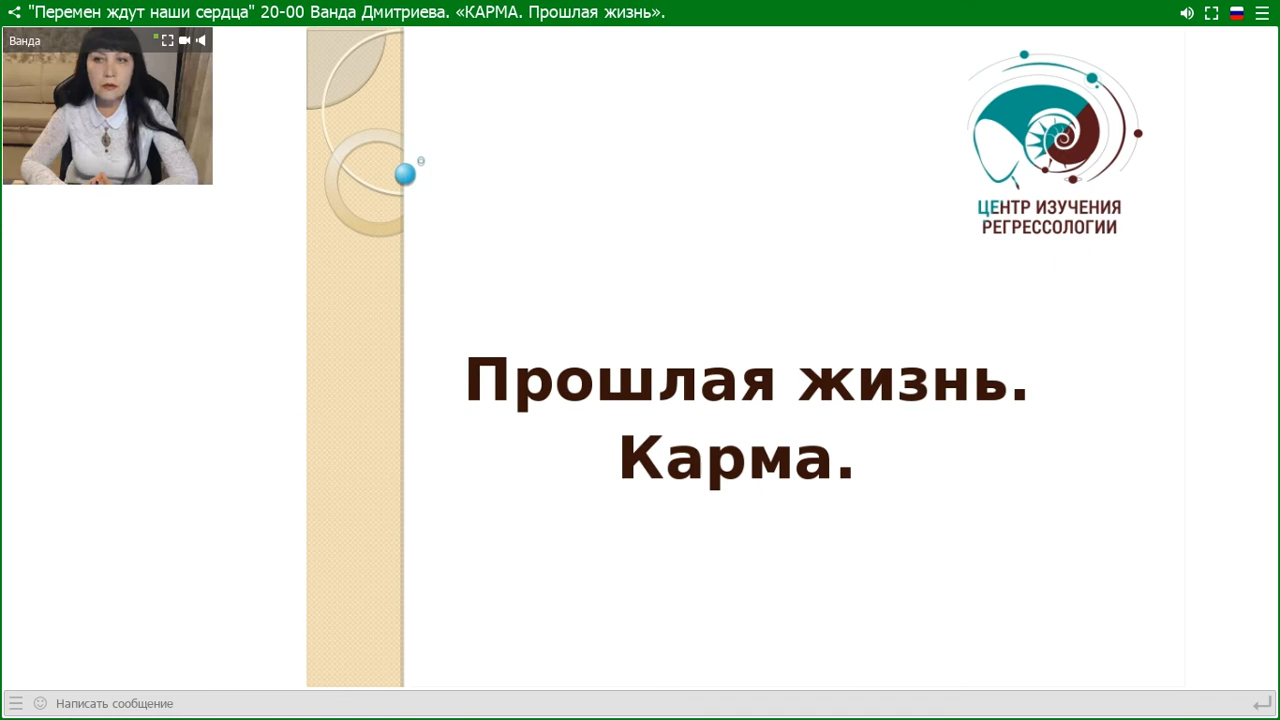 "Перемен ждут наши сердца" 20-00 Ванда Дмитриева. «КАРМА. Прошлая жизнь».
Ванда
ЦЕНТР ИЗУЧЕНИЯ
РЕГРЕССОЛОГИИ
Прошлая жизнь.
Карма.
Написать сообщение